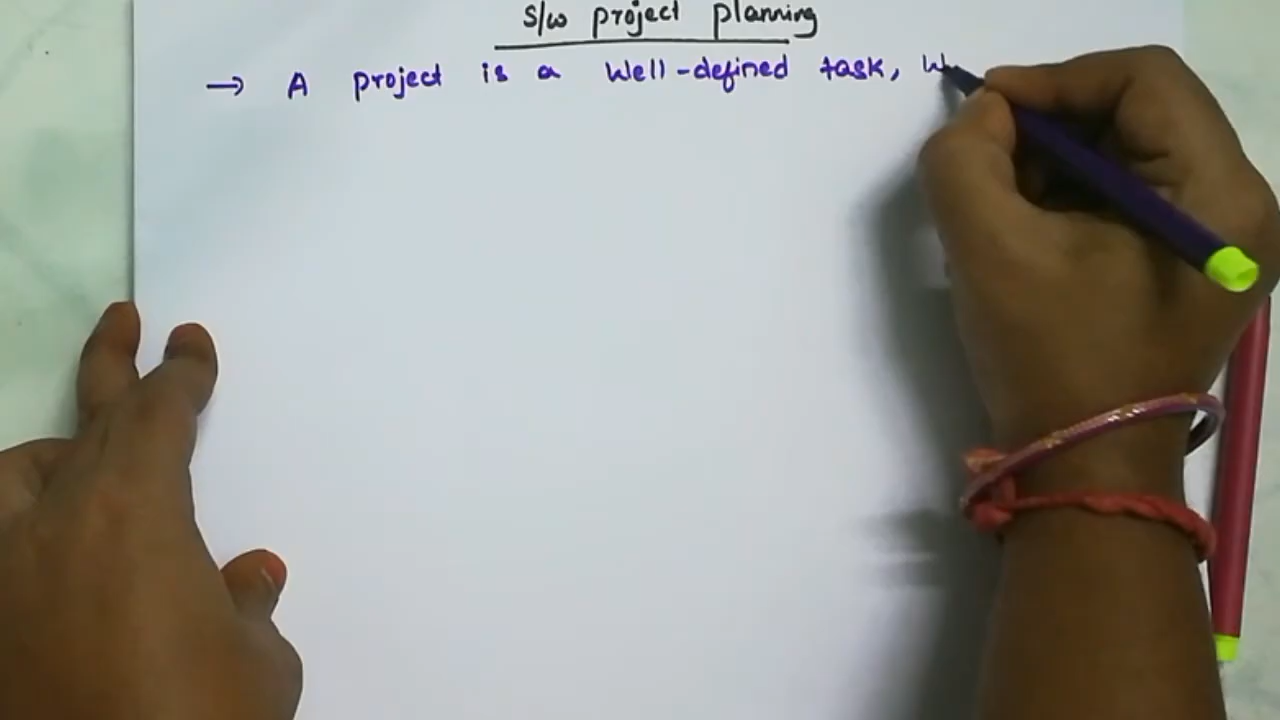 S/w project planning
→ A project is a Well-defined task, W